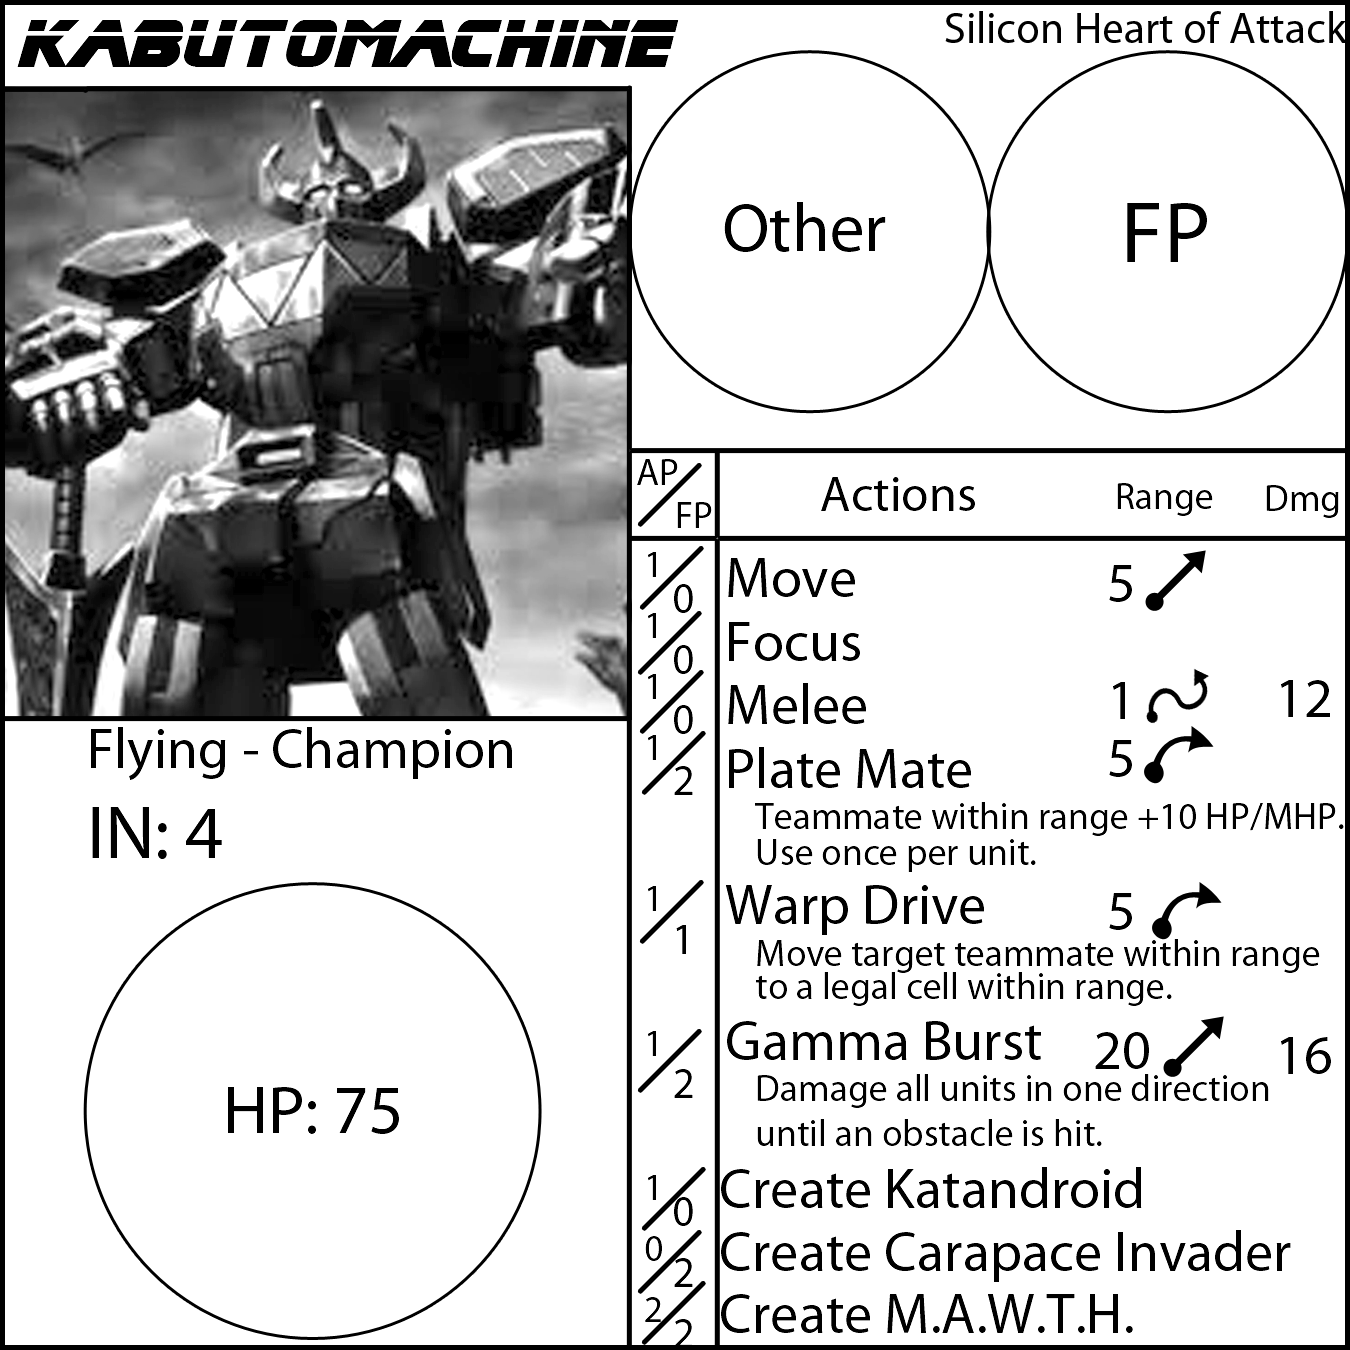 KABUTOMACHINE
Silicon Heart of Attack
Other
FP
AP/FP Actions Range Dmg
1/0 Move 5
1/0 Focus
1/0 Melee 1 12
1/2 Plate Mate 5
Teammate within range +10 HP/MHP.
Use once per unit.
1/1 Warp Drive 5
Move target teammate within range
to a legal cell within range.
1/2 Gamma Burst 20 16
Damage all units in one direction
until an obstacle is hit.
1/0 Create Katandroid
0/2 Create Carapace Invader
2/2 Create M.A.W.T.H.
Flying - Champion
IN: 4
HP: 75